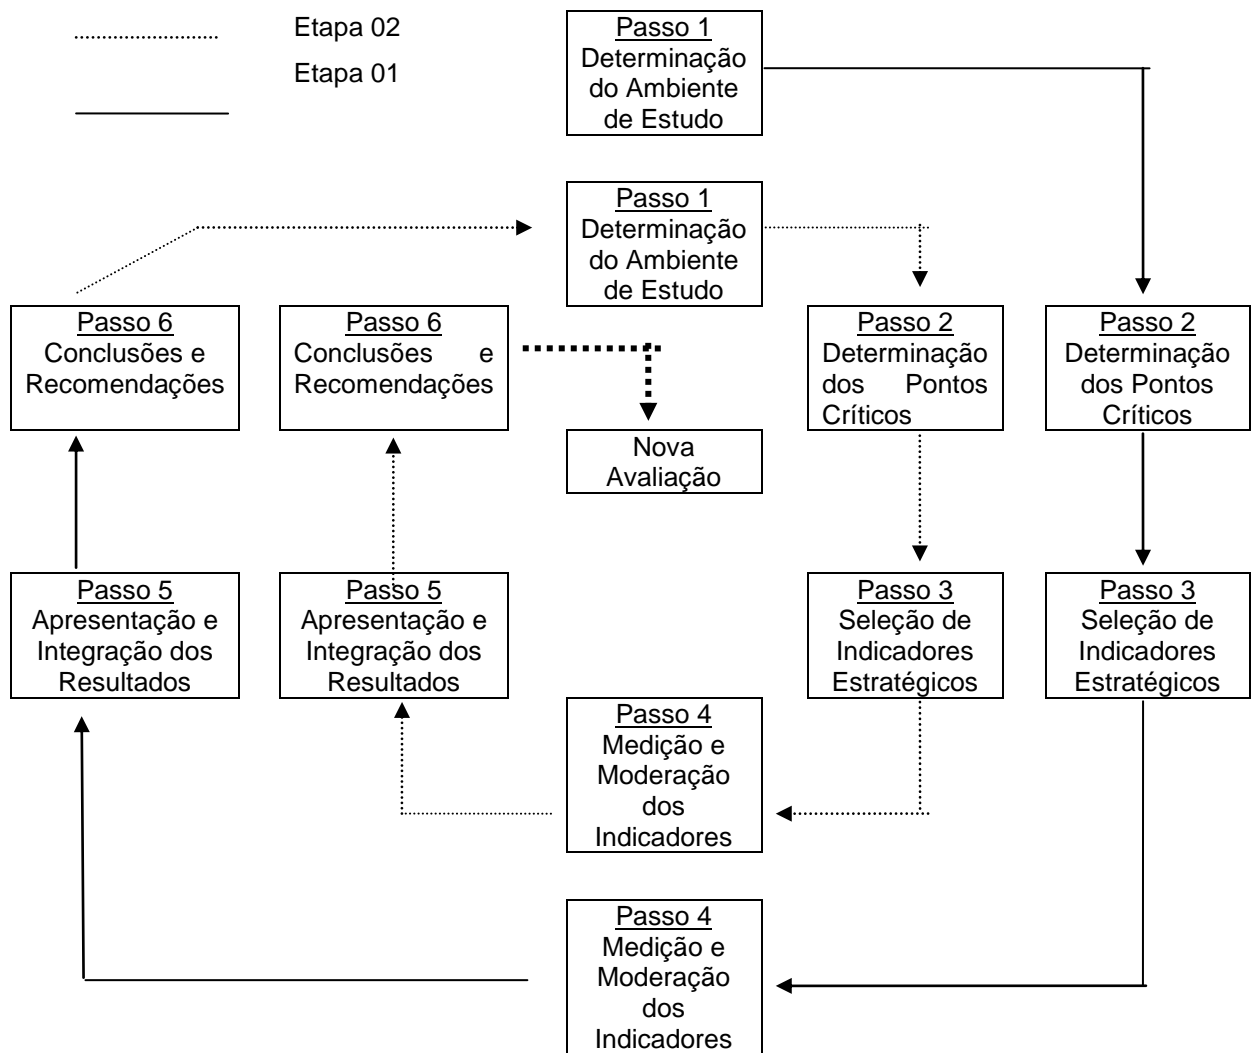 Etapa 02
Etapa 01
Passo 1
Determinação
do Ambiente
de Estudo
Passo 1
Determinação
do Ambiente
de Estudo
Passo 6
Conclusões e
Recomendações
Passo 6
Conclusões e
Recomendações
Nova
Avaliação
Passo 2
Determinação
dos Pontos
Críticos
Passo 2
Determinação
dos Pontos
Críticos
Passo 5
Apresentação e
Integração dos
Resultados
Passo 5
Apresentação e
Integração dos
Resultados
Passo 3
Seleção de
Indicadores
Estratégicos
Passo 3
Seleção de
Indicadores
Estratégicos
Passo 4
Medição e
Moderação
dos
Indicadores
Passo 4
Medição e
Moderação
dos
Indicadores